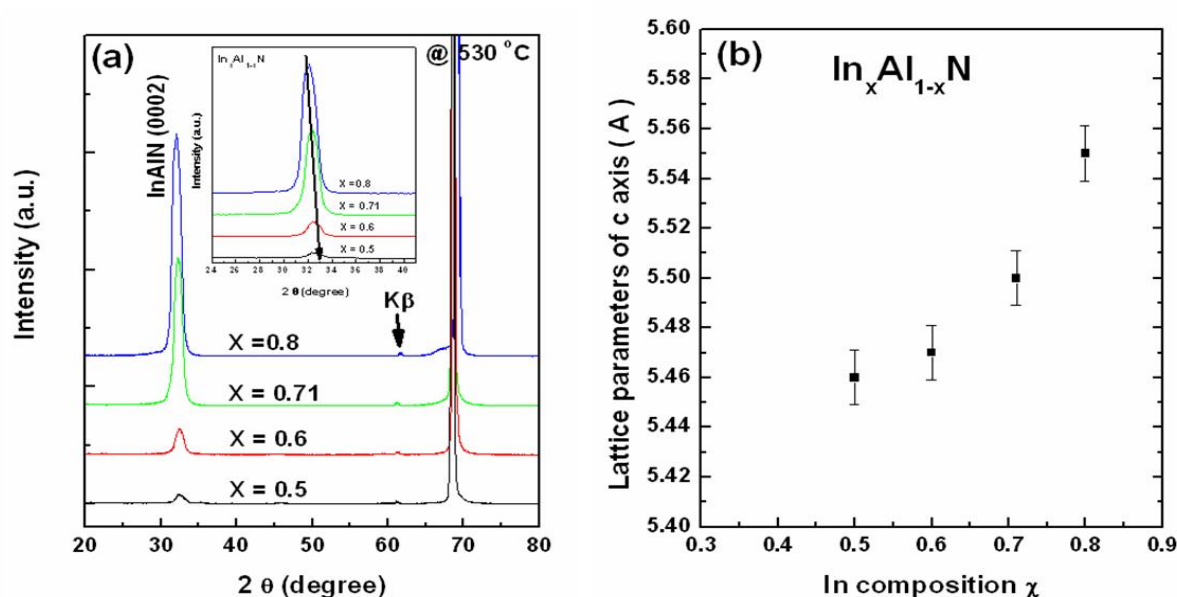 (a)
@ 530 °C
InAlN (0002)
Intensity (a.u.)
InₓAl₁₋ₓN
Intensity (a.u.)
X =0.8
X =0.71
X = 0.6
X = 0.5
24 26 28 30 32 34 36 38 40
2 θ (degree)
Kβ
X =0.8
X = 0.71
X = 0.6
X = 0.5
20 30 40 50 60 70 80
2 θ (degree)
(b)
InₓAl₁₋ₓN
Lattice parameters of c axis ( A )
5.60
5.58
5.56
5.54
5.52
5.50
5.48
5.46
5.44
5.42
5.40
0.3 0.4 0.5 0.6 0.7 0.8 0.9
In composition χ